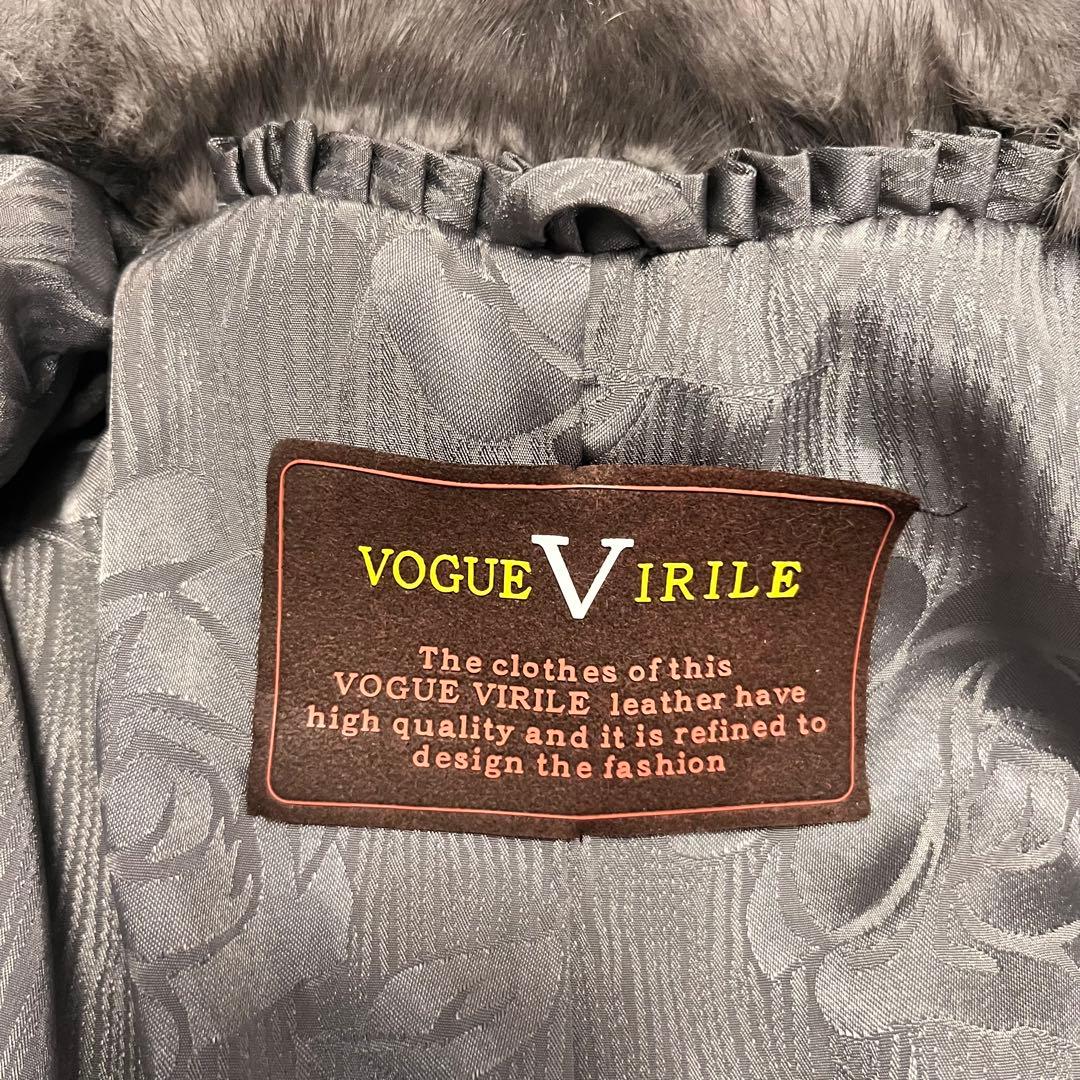 VOGUE VIRILE
The clothes of this
VOGUE VIRILE leather have
high quality and it is refined to
design the fashion